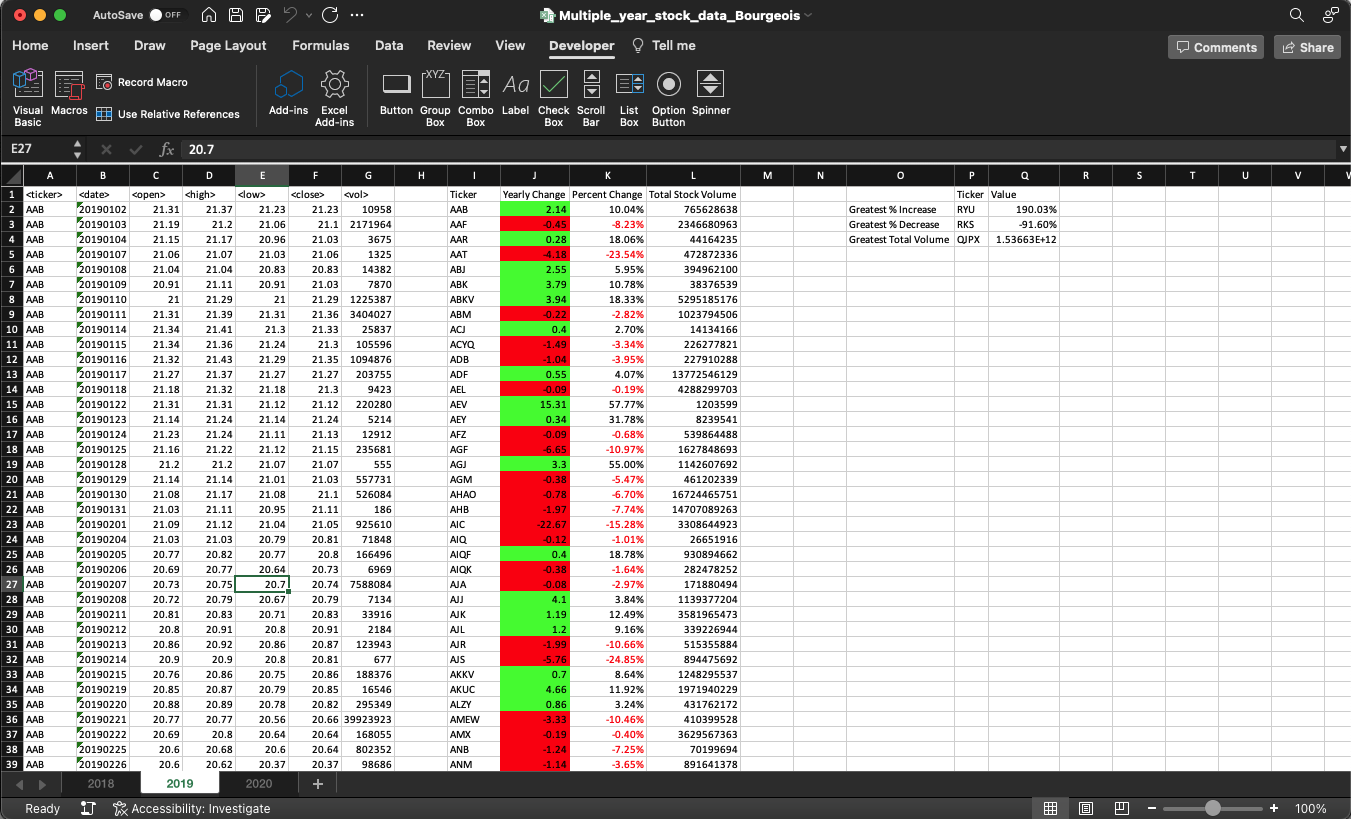 AutoSave OFF Multiple_year_stock_data_Bourgeois
Home Insert Draw Page Layout Formulas Data Review View Developer Tell me Comments Share
Visual Basic Macros Record Macro Use Relative References Add-ins Excel Add-ins Button Group Box Combo Box Label Check Box Scroll Bar List Box Option Button Spinner
XYZ Aa
E27 fx 20.7
A B C D E F G H I J K L M N O P Q R S T U V
1 <ticker> <date> <open> <high> <low> <close> <vol> Ticker Yearly Change Percent Change Total Stock Volume Ticker Value
2 AAB 20190102 21.31 21.37 21.23 21.23 10958 AAB 2.14 10.04% 765628638 Greatest % Increase RYU 190.03%
3 AAB 20190103 21.19 21.2 21.06 21.1 2171964 AAF -0.45 -8.23% 2346680963 Greatest % Decrease RKS -91.60%
4 AAB 20190104 21.15 21.17 20.96 21.03 3675 AAR 0.28 18.06% 44164235 Greatest Total Volume QJPX 1.53663E+12
5 AAB 20190107 21.06 21.07 21.03 21.06 1325 AAT -4.18 -23.54% 472872336
6 AAB 20190108 21.04 21.04 20.83 20.83 14382 ABJ 2.55 5.95% 394962100
7 AAB 20190109 20.91 21.11 20.91 21.03 7870 ABK 3.79 10.78% 38376539
8 AAB 20190110 21 21.29 21 21.29 1225387 ABKV 3.94 18.33% 5295185176
9 AAB 20190111 21.31 21.39 21.31 21.36 3404027 ABM -0.22 -2.82% 1023794506
10 AAB 20190114 21.34 21.41 21.3 21.33 25837 ACJ 0.4 2.70% 14134166
11 AAB 20190115 21.34 21.36 21.24 21.3 105596 ACYQ -1.49 -3.34% 226277821
12 AAB 20190116 21.32 21.43 21.29 21.35 1094876 ADB -1.04 -3.95% 227910288
13 AAB 20190117 21.27 21.37 21.27 21.27 203755 ADF 0.55 4.07% 13772546129
14 AAB 20190118 21.18 21.32 21.18 21.3 9423 AEL -0.09 -0.19% 4288299703
15 AAB 20190122 21.31 21.31 21.12 21.12 220280 AEV 15.31 57.77% 1203599
16 AAB 20190123 21.14 21.24 21.14 21.24 5214 AEY 0.34 31.78% 8239541
17 AAB 20190124 21.23 21.24 21.11 21.13 12912 AFZ -0.09 -0.68% 539864488
18 AAB 20190125 21.16 21.22 21.12 21.15 235681 AGF -6.65 -10.97% 1627848693
19 AAB 20190128 21.2 21.2 21.07 21.07 555 AGJ 3.3 55.00% 1142607692
20 AAB 20190129 21.14 21.14 21.01 21.03 557731 AGM -0.38 -5.47% 461202339
21 AAB 20190130 21.08 21.17 21.08 21.1 526084 AHAO -0.78 -6.70% 16724465751
22 AAB 20190131 21.03 21.11 20.95 21.11 186 AHB -1.97 -7.74% 14707089263
23 AAB 20190201 21.09 21.12 21.04 21.05 925610 AIC -22.67 -15.28% 3308644923
24 AAB 20190204 21.03 21.03 20.79 20.81 71848 AIQ -0.12 -1.01% 26651916
25 AAB 20190205 20.77 20.82 20.77 20.8 166496 AIQF 0.4 18.78% 930894662
26 AAB 20190206 20.69 20.77 20.64 20.73 6969 AIQK -0.38 -1.64% 282478252
27 AAB 20190207 20.73 20.75 20.7 20.74 7588084 AJA -0.08 -2.97% 171880494
28 AAB 20190208 20.72 20.79 20.67 20.79 7134 AJJ 4.1 3.84% 1139377204
29 AAB 20190211 20.81 20.83 20.71 20.83 33916 AJK 1.19 12.49% 3581965473
30 AAB 20190212 20.8 20.91 20.8 20.91 2184 AJL 1.2 9.16% 339226944
31 AAB 20190213 20.86 20.92 20.86 20.87 123943 AJR -1.99 -10.66% 515355884
32 AAB 20190214 20.9 20.9 20.8 20.81 677 AJS -5.76 -24.85% 894475692
33 AAB 20190215 20.76 20.86 20.75 20.86 188376 AKKV 0.7 8.64% 1248295537
34 AAB 20190219 20.85 20.87 20.79 20.85 16546 AKUC 4.66 11.92% 1971940229
35 AAB 20190220 20.88 20.89 20.78 20.82 295349 ALZY 0.86 3.24% 431762172
36 AAB 20190221 20.77 20.77 20.56 20.66 39923923 AMEW -3.33 -10.46% 410399528
37 AAB 20190222 20.69 20.8 20.64 20.64 168055 AMX -0.19 -0.40% 3629567363
38 AAB 20190225 20.6 20.68 20.6 20.64 802352 ANB -1.24 -7.25% 70199694
39 AAB 20190226 20.6 20.62 20.37 20.37 98686 ANM -1.14 -3.65% 891641378
2018 2019 2020 +
Ready Accessibility: Investigate 100%